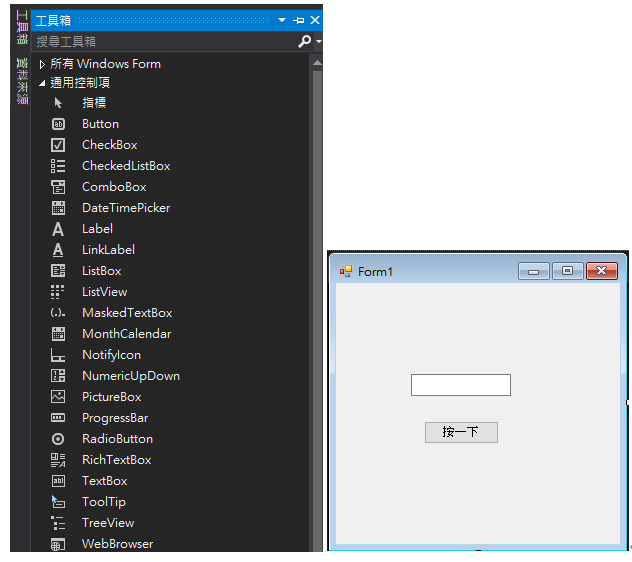 工具箱
資料來源
工具箱
搜尋工具箱
所有 Windows Form
通用控制項
指標
Button
CheckBox
CheckedListBox
ComboBox
DateTimePicker
Label
LinkLabel
ListBox
ListView
MaskedTextBox
MonthCalendar
NotifyIcon
NumericUpDown
PictureBox
ProgressBar
RadioButton
RichTextBox
TextBox
ToolTip
TreeView
WebBrowser
Form1
按一下